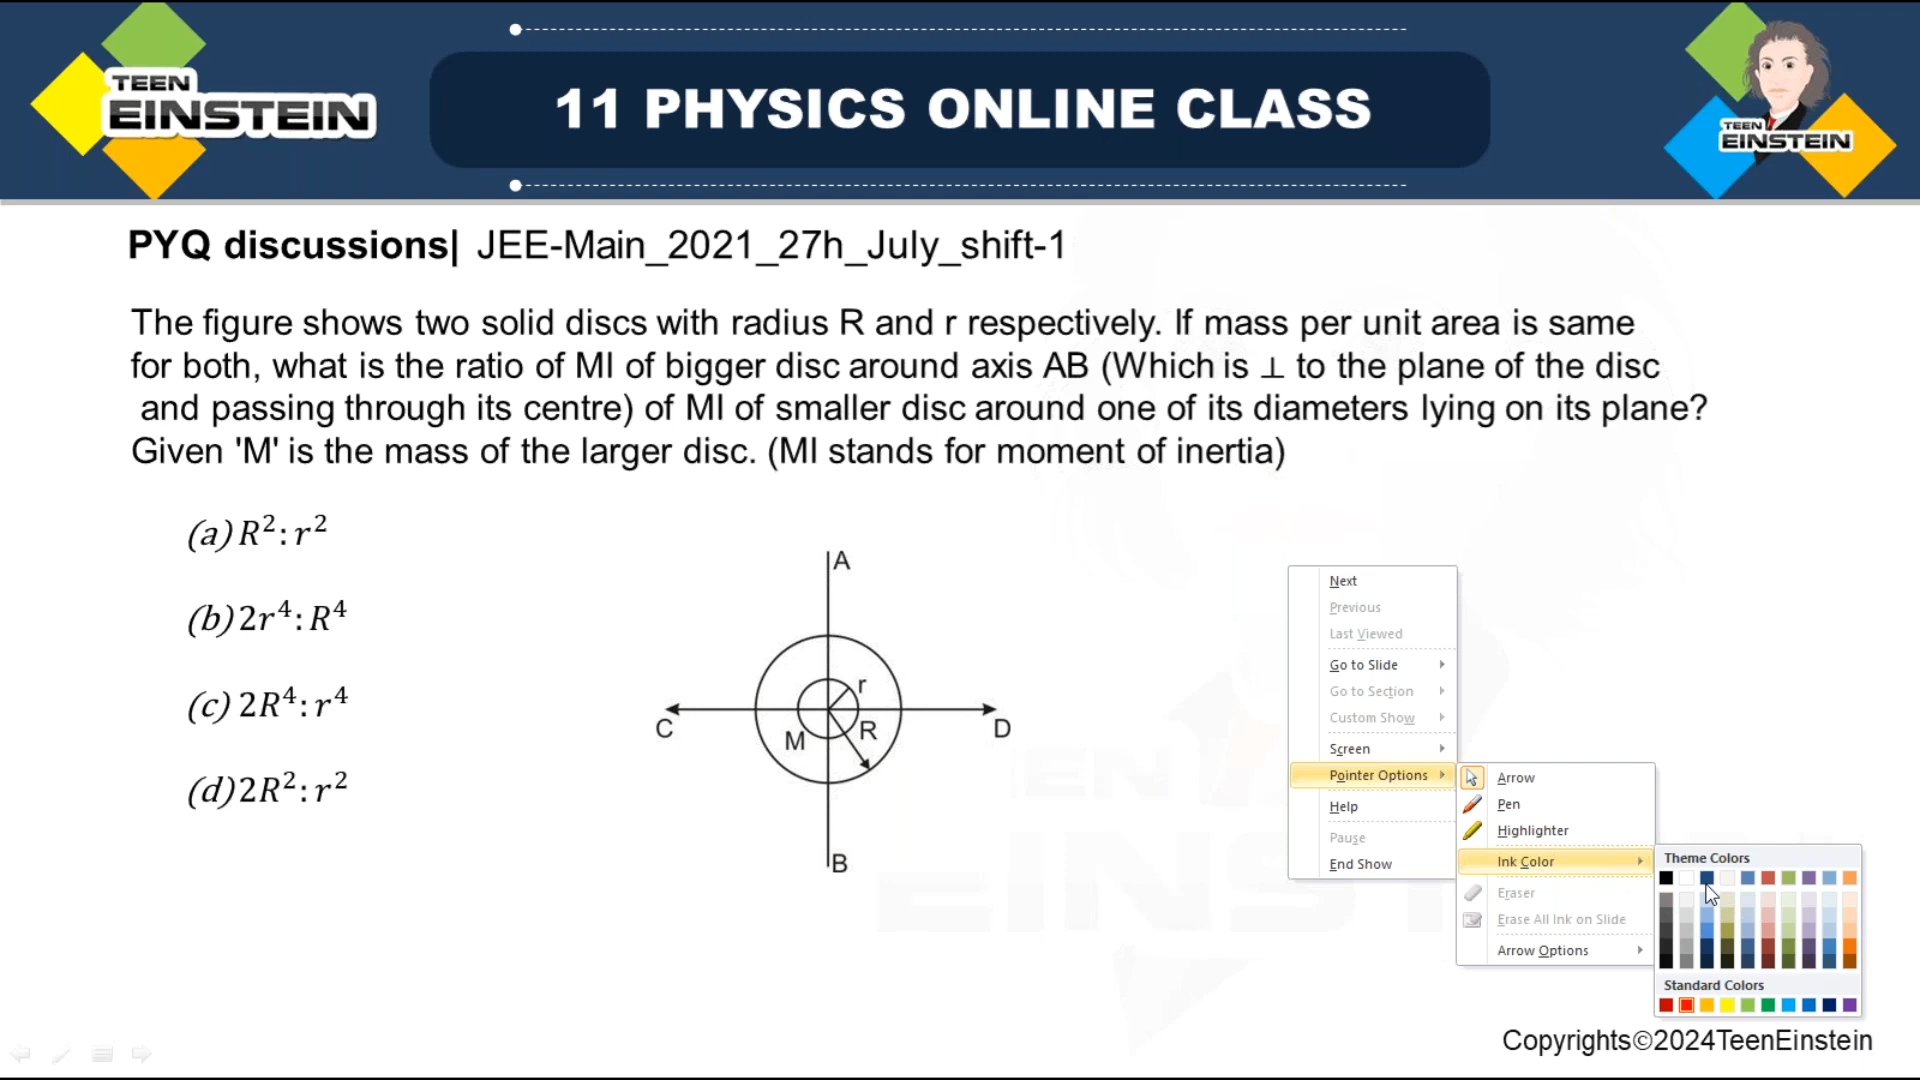 TEEN
EINSTEIN
11 PHYSICS ONLINE CLASS
TEEN
EINSTEIN
PYQ discussions| JEE-Main_2021_27h_July_shift-1
The figure shows two solid discs with radius R and r respectively. If mass per unit area is same
for both, what is the ratio of MI of bigger disc around axis AB (Which is ⊥ to the plane of the disc
and passing through its centre) of MI of smaller disc around one of its diameters lying on its plane?
Given 'M' is the mass of the larger disc. (MI stands for moment of inertia)
(a) R²: r²
(b) 2r⁴: R⁴
(c) 2R⁴: r⁴
(d) 2R²: r²
A
r
C
M
R
D
B
Next
Previous
Last Viewed
Go to Slide
Go to Section
Custom Show
Screen
Pointer Options
Help
Pause
End Show
Arrow
Pen
Highlighter
Ink Color
Eraser
Erase All Ink on Slide
Arrow Options
Theme Colors
Standard Colors
TEEN
EINSTEIN
Copyrights©2024TeenEinstein